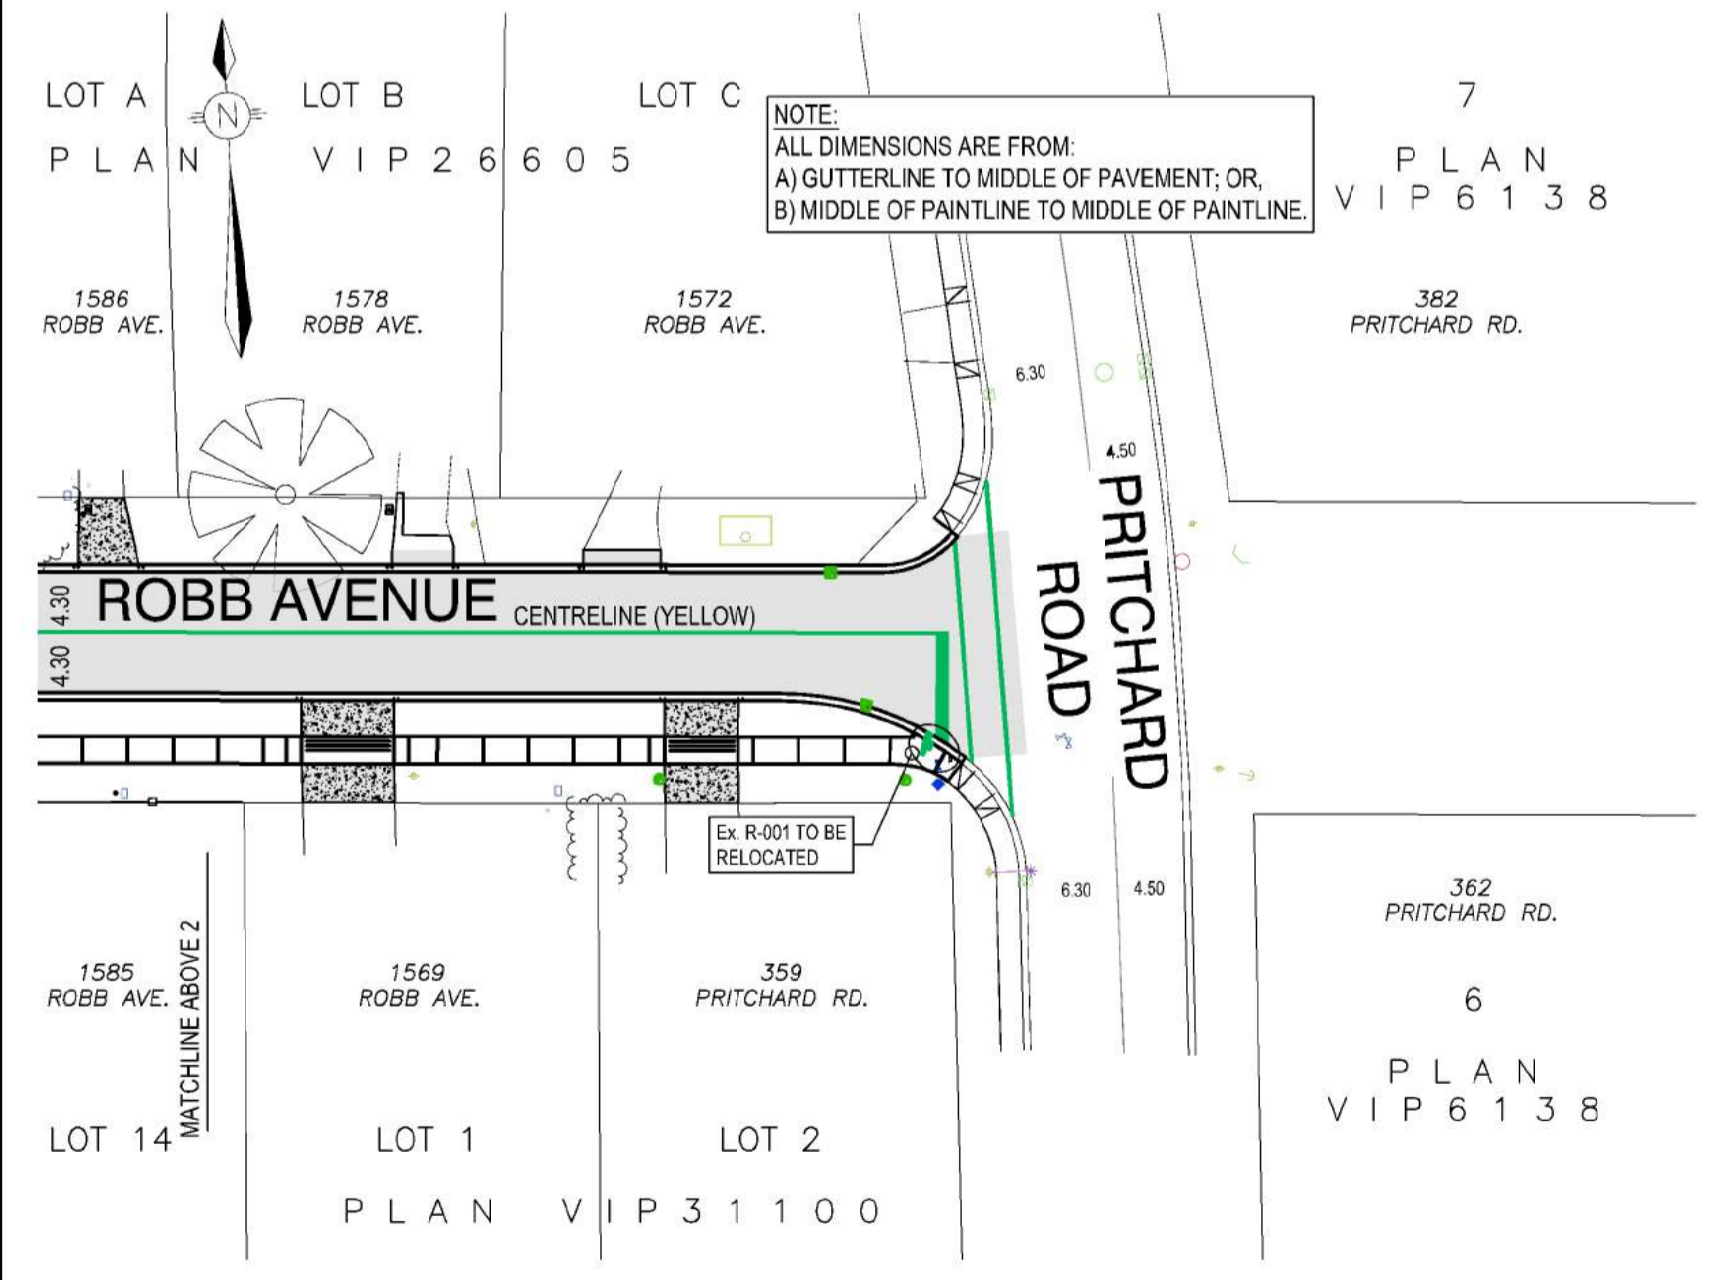 LOT A
LOT B
LOT C
7
PLAN VIP26605
PLAN
VIP6138
N
NOTE:
ALL DIMENSIONS ARE FROM:
A) GUTTERLINE TO MIDDLE OF PAVEMENT; OR,
B) MIDDLE OF PAINTLINE TO MIDDLE OF PAINTLINE.
1586
ROBB AVE.
1578
ROBB AVE.
1572
ROBB AVE.
382
PRITCHARD RD.
6.30
4.50
4.30
ROBB AVENUE
CENTRELINE (YELLOW)
4.30
PRITCHARD
ROAD
Ex. R-001 TO BE
RELOCATED
6.30
4.50
362
PRITCHARD RD.
1585
ROBB AVE.
MATCHLINE ABOVE 2
1569
ROBB AVE.
359
PRITCHARD RD.
6
PLAN
VIP6138
LOT 14
LOT 1
LOT 2
PLAN VIP31100